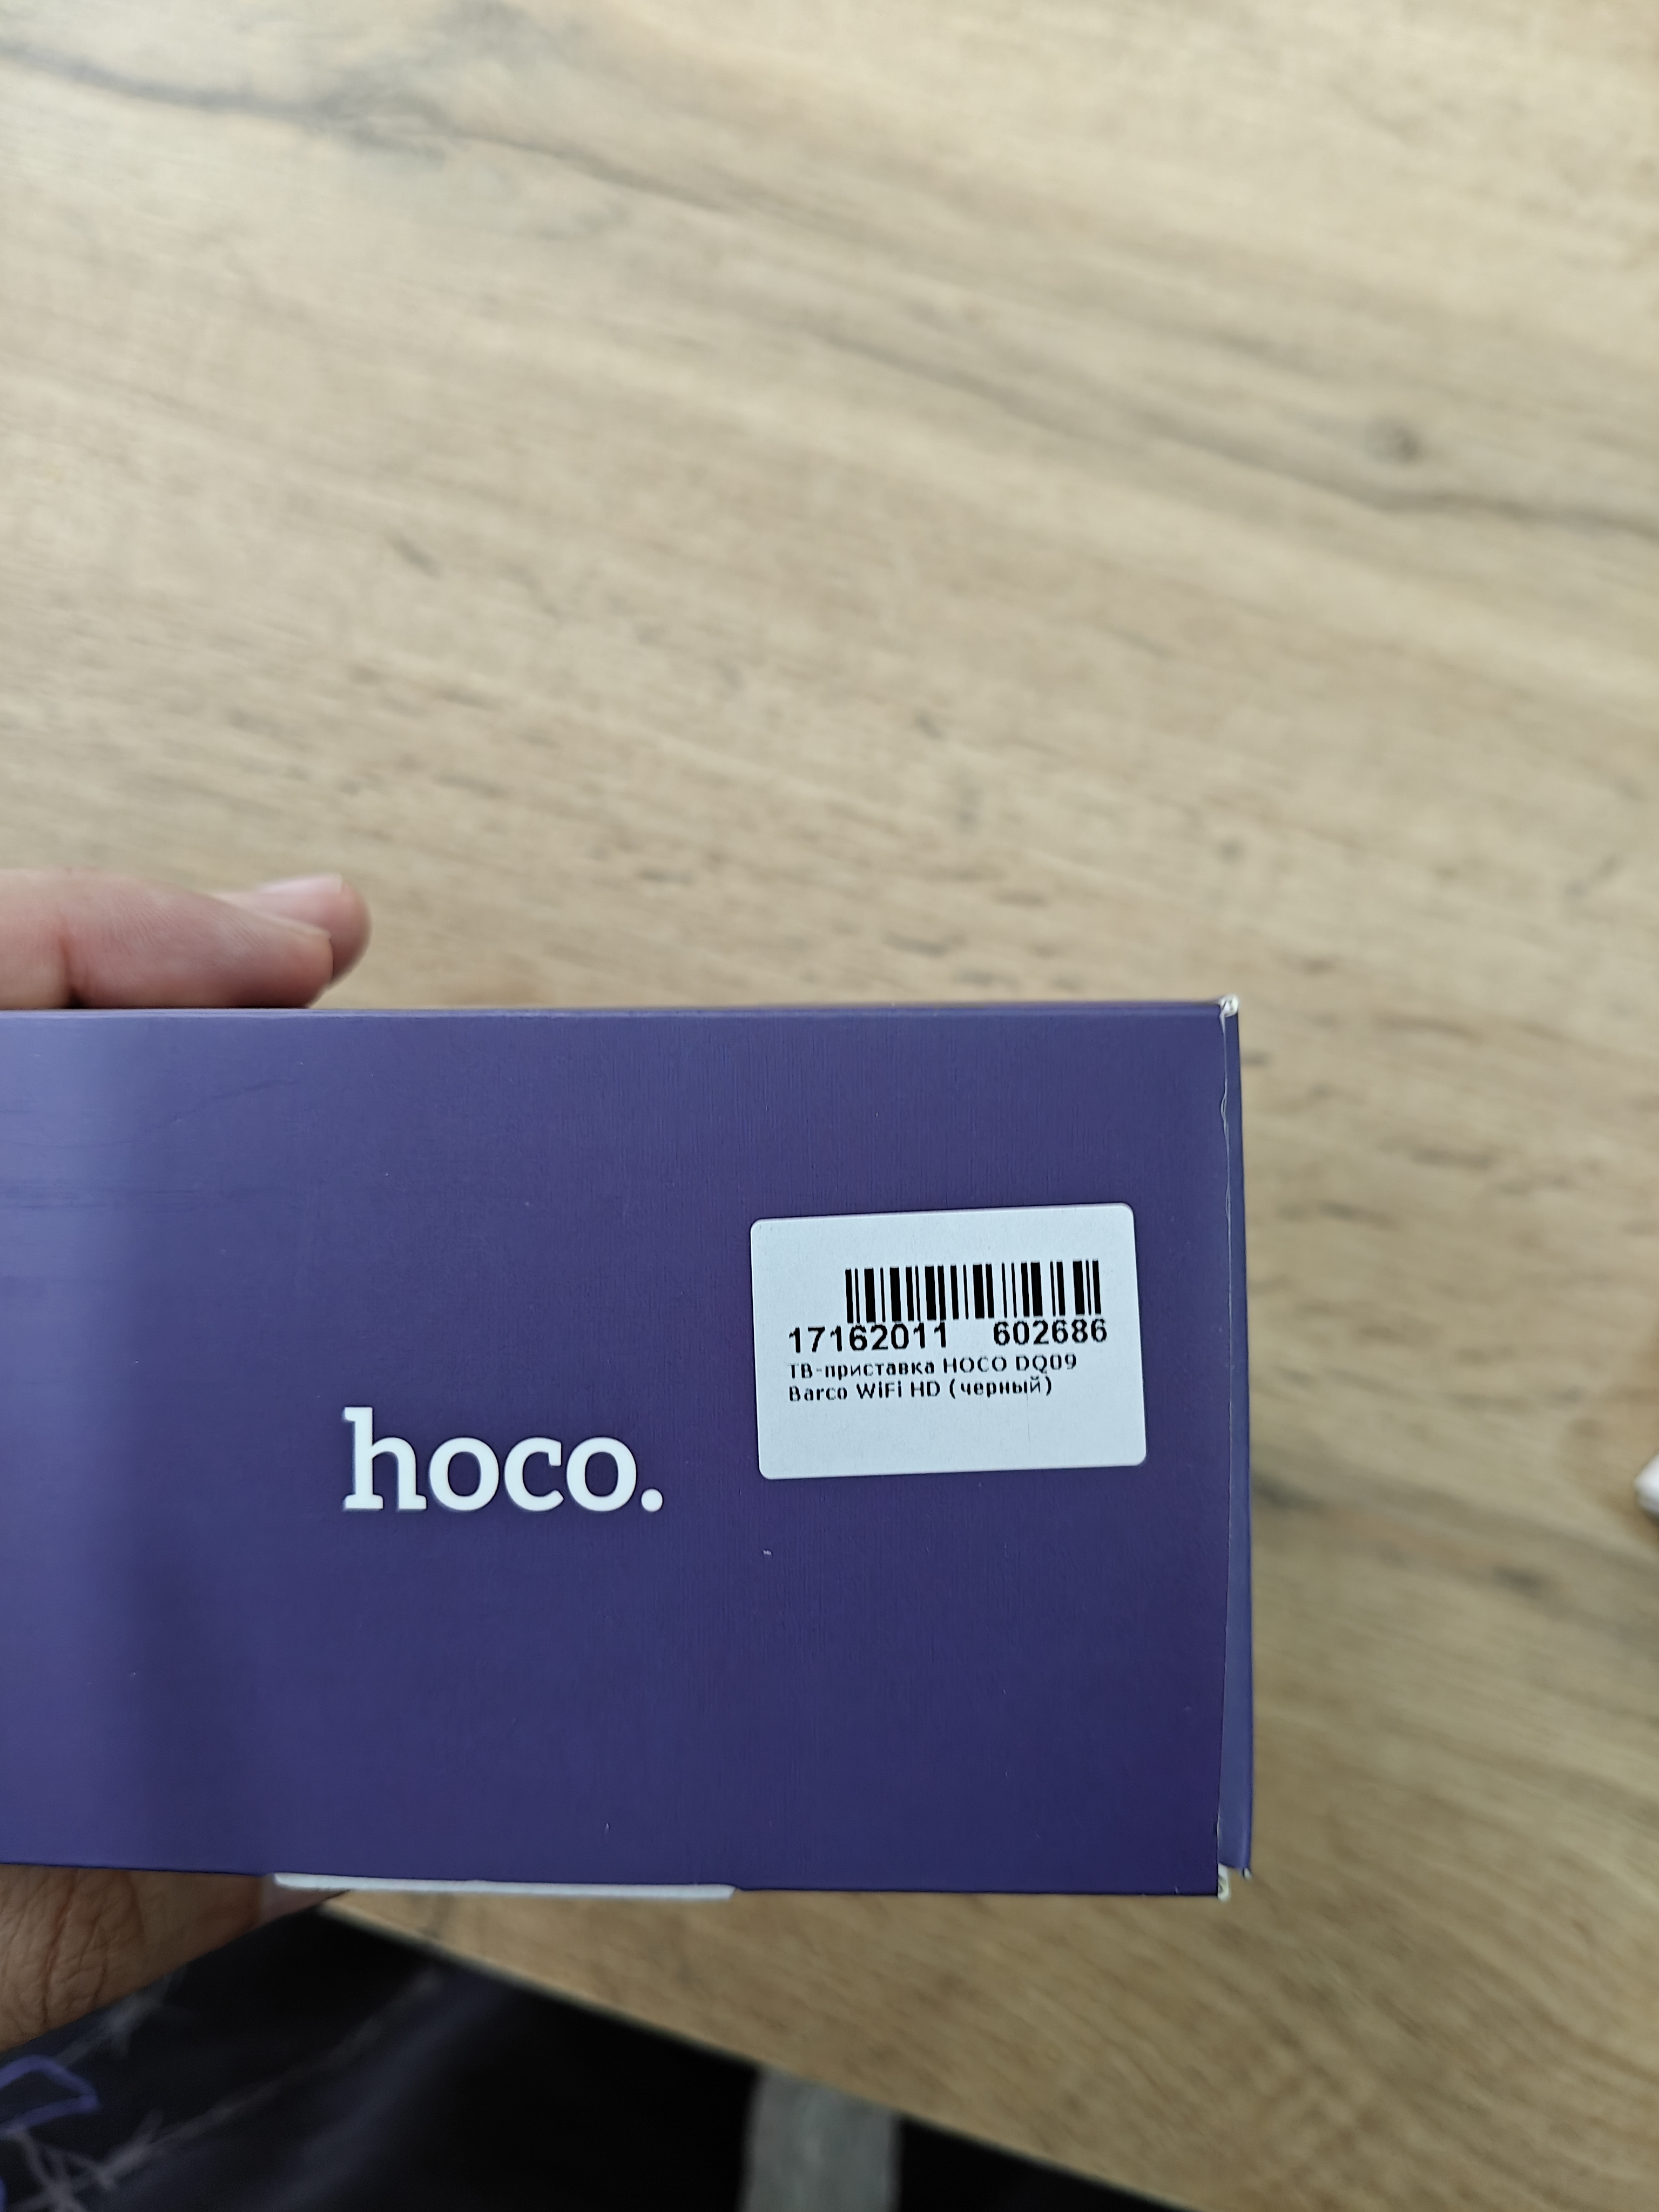 hoco.
17162011 602686
ТВ-приставка HOCO DQ09
Barco WiFi HD (черный)